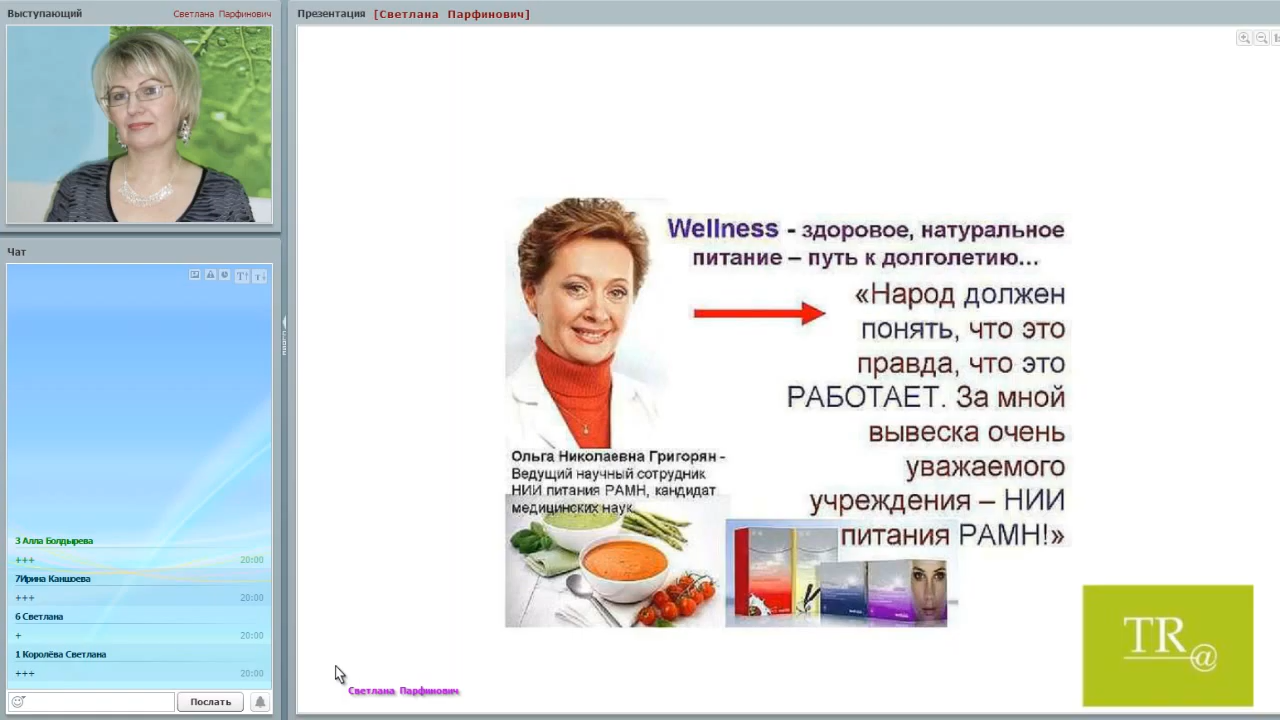 Выступающий
Светлана Парфинович
Чат
3 Алла Болдырева
+++ 20:00
7Ирина Каншоева
+++ 20:00
6 Светлана
+ 20:00
1 Королёва Светлана
+++ 20:00
Послать
Презентация [Светлана Парфинович]
Wellness - здоровое, натуральное
питание – путь к долголетию...
«Народ должен
понять, что это
правда, что это
РАБОТАЕТ. За мной
вывеска очень
уважаемого
учреждения – НИИ
питания РАМН!»
Ольга Николаевна Григорян -
Ведущий научный сотрудник
НИИ питания РАМН, кандидат
медицинских наук.
TR@
Светлана Парфинович